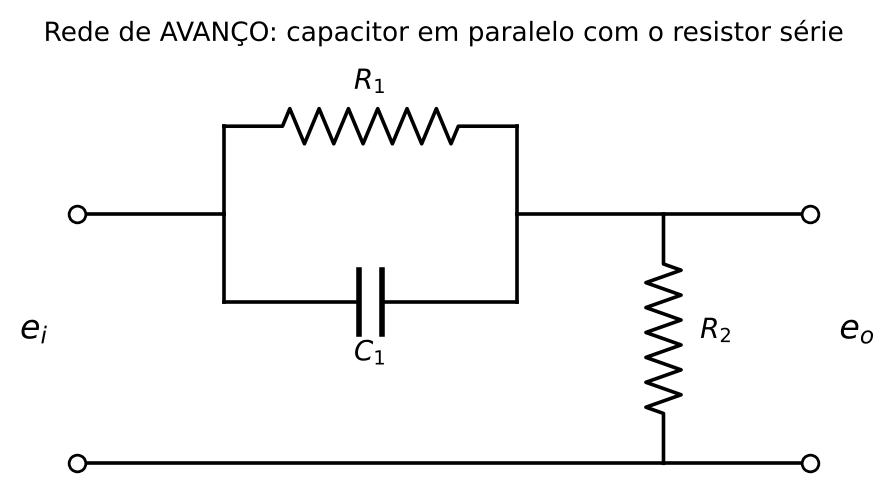 Rede de AVANÇO: capacitor em paralelo com o resistor série
R₁
C₁
eᵢ
R₂
eₒ